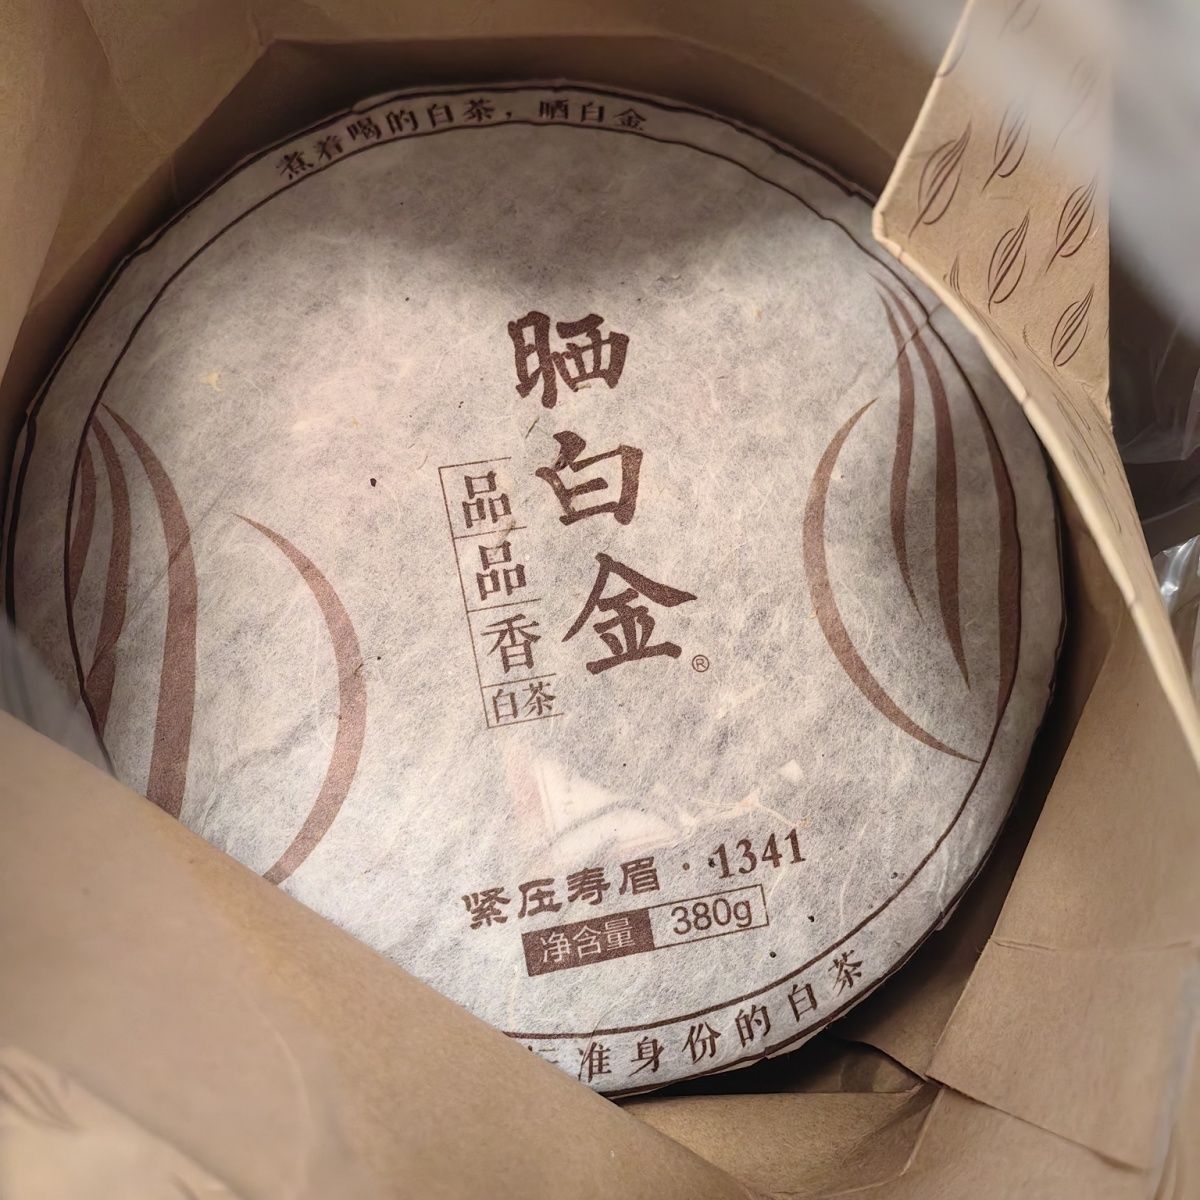 煮着喝的白茶，晒白金
晒白金®
品品香
白茶
紧压寿眉·1341
净含量 380g
准身份的白茶